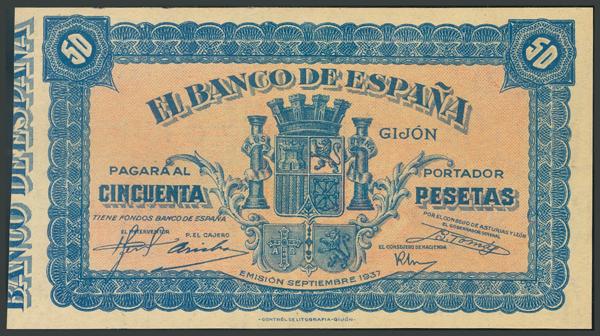 BANCO DE ESPAÑA
50
50
EL BANCO DE ESPAÑA
GIJÓN
PLUS
PAGARÁ AL
PORTADOR
CINCUENTA
PESETAS
TIENE FONDOS BANCO DE ESPAÑA
POR EL CONSEJO DE ASTURIAS Y LEÓN
EL GOBERNADOR GENERAL
EL INTERVENTOR
P. EL CAJERO
EL CONSEJERO DE HACIENDA
EMISIÓN SEPTIEMBRE 1937
-CONTROL DE LITOGRAFIA-GIJÓN-